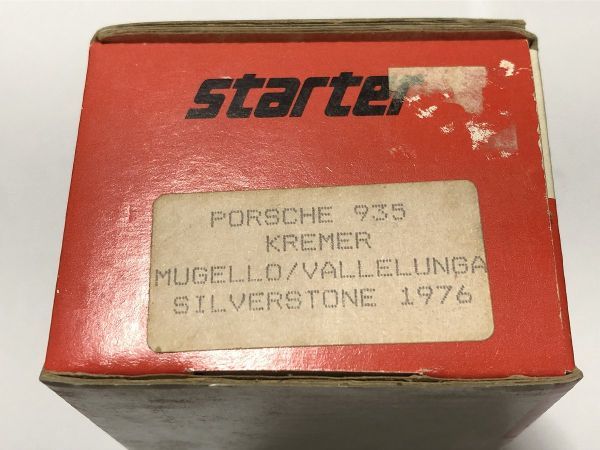 starter
PORSCHE 935
KREMER
MUGELLO/VALLELUNGA
SILVERSTONE 1976